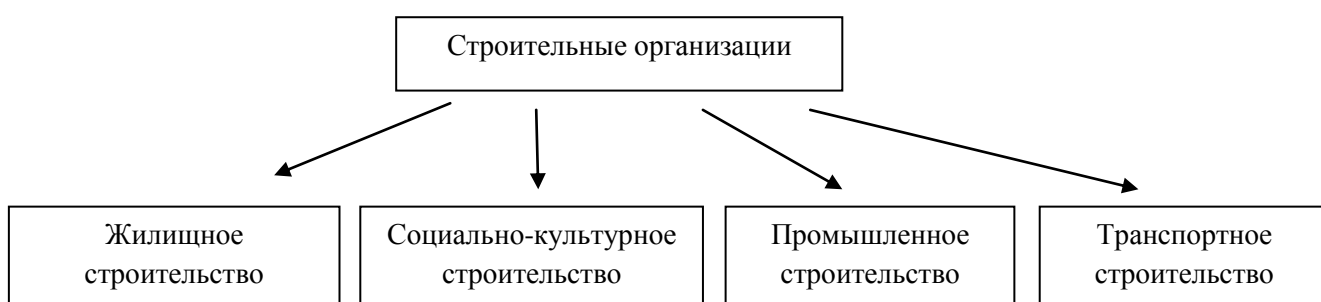 Строительные организации
Жилищное
строительство
Социально-культурное
строительство
Промышленное
строительство
Транспортное
строительство